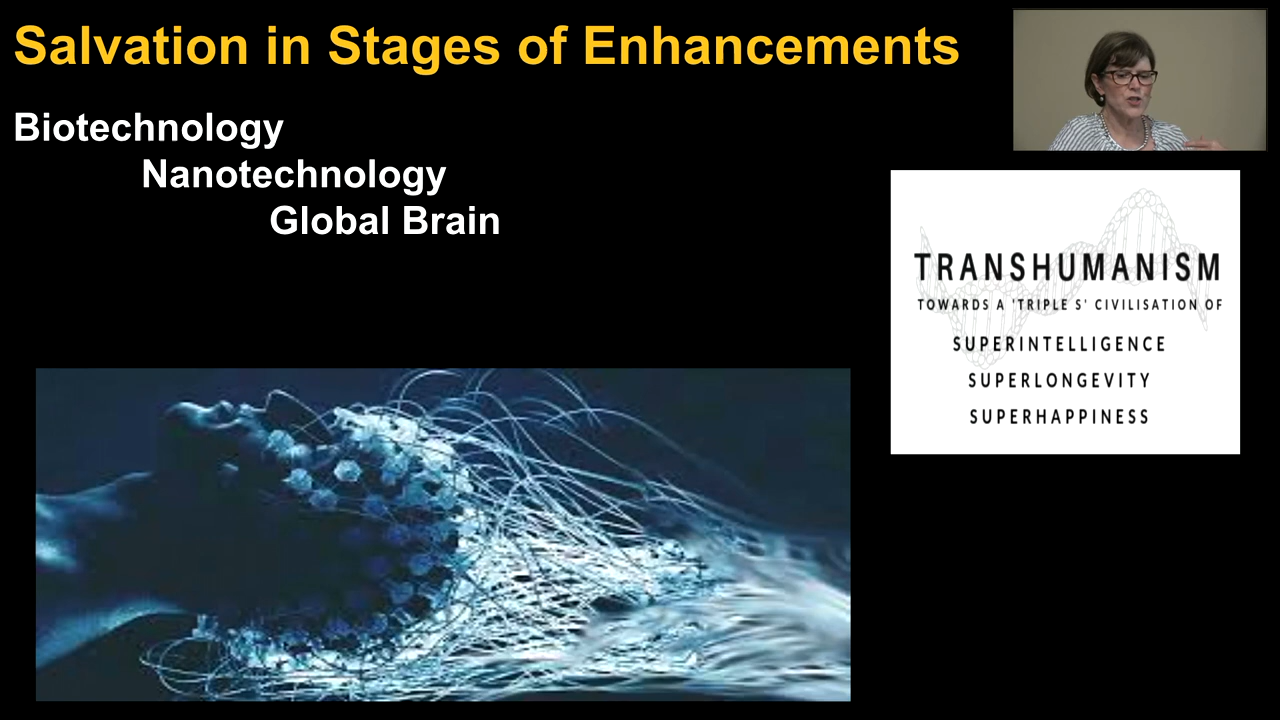 Salvation in Stages of Enhancements
Biotechnology
Nanotechnology
Global Brain
TRANSHUMANISM
TOWARDS A 'TRIPLE S' CIVILISATION OF
SUPERINTELLIGENCE
SUPERLONGEVITY
SUPERHAPPINESS